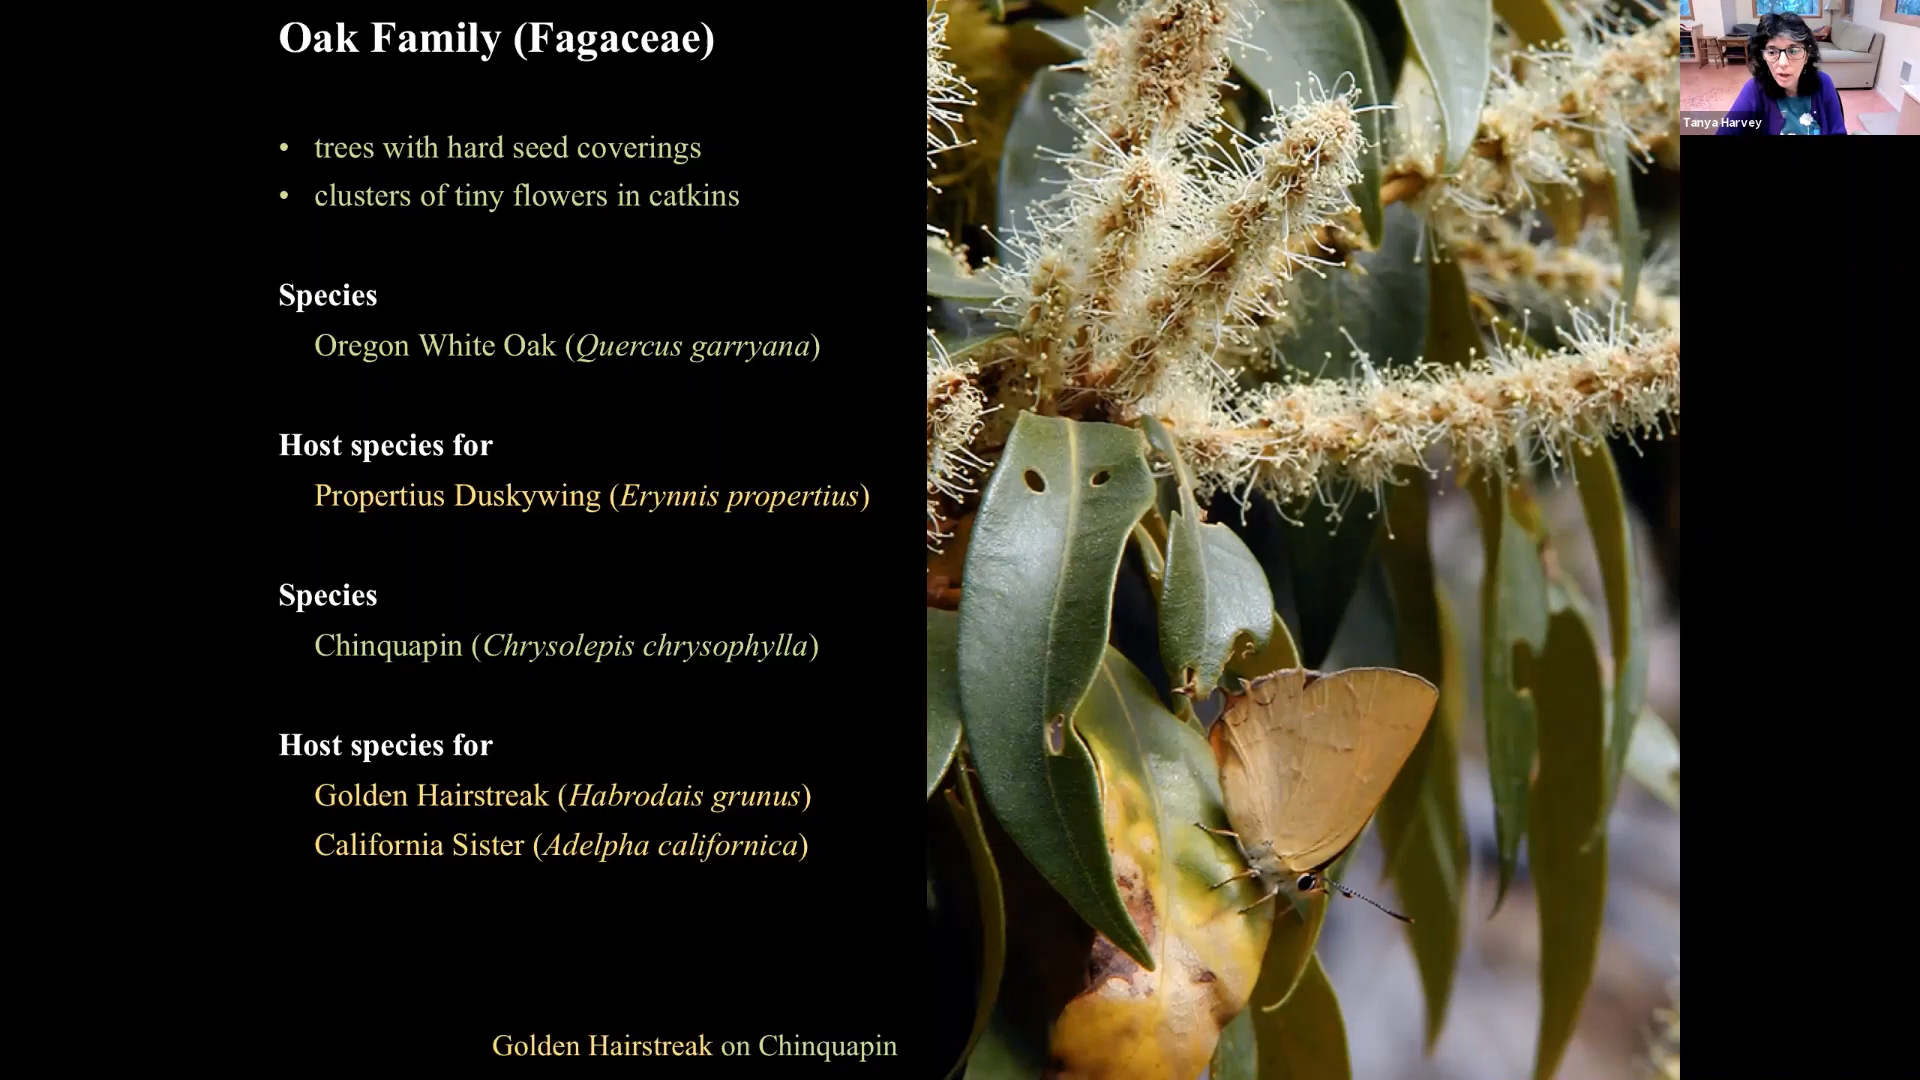 Oak Family (Fagaceae)
• trees with hard seed coverings
• clusters of tiny flowers in catkins
Species
Oregon White Oak (Quercus garryana)
Host species for
Propertius Duskywing (Erynnis propertius)
Species
Chinquapin (Chrysolepis chrysophylla)
Host species for
Golden Hairstreak (Habrodais grunus)
California Sister (Adelpha californica)
Golden Hairstreak on Chinquapin
Tanya Harvey